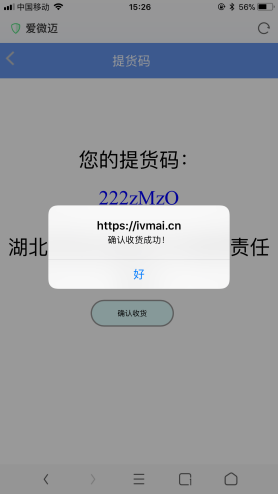 中国移动 15:26 56%
爱微迈
提货码
您的提货码：
222zMzO
https://ivmai.cn
确认收货成功！
湖北 责任
好
确认收货